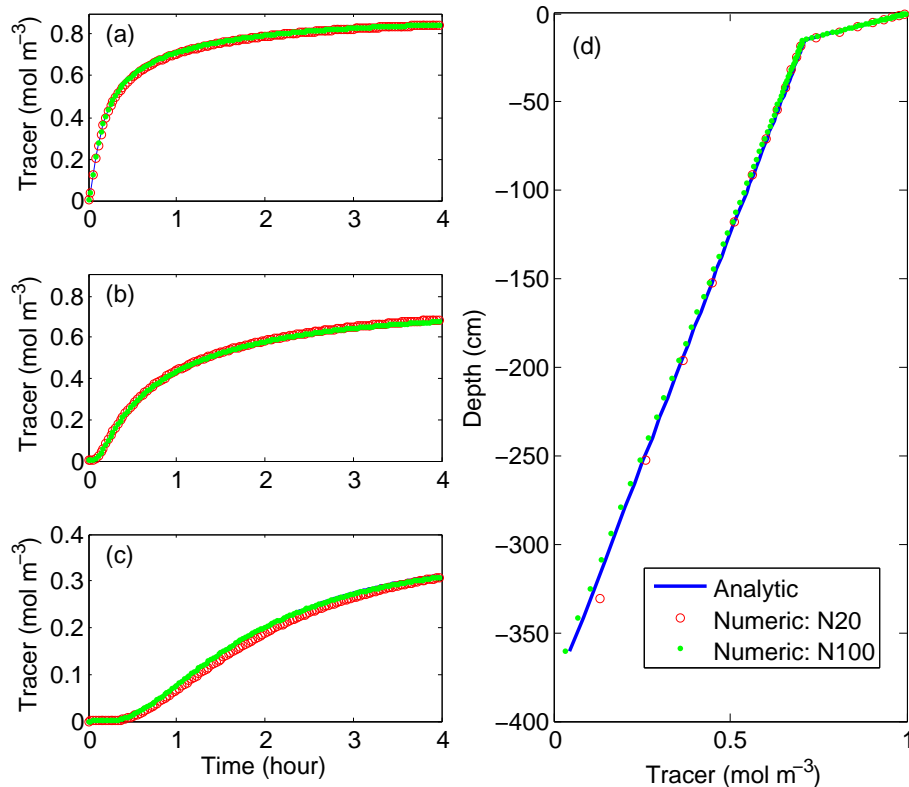 (a)
Tracer (mol m⁻³)
0.8
0.6
0.4
0.2
0
0 1 2 3 4
(b)
Tracer (mol m⁻³)
0.8
0.6
0.4
0.2
0
0 1 2 3 4
(c)
Tracer (mol m⁻³)
0.4
0.3
0.2
0.1
0
0 1 2 3 4
Time (hour)
(d)
Depth (cm)
0
−50
−100
−150
−200
−250
−300
−350
−400
0 0.5 1
Tracer (mol m⁻³)
Analytic
Numeric: N20
Numeric: N100